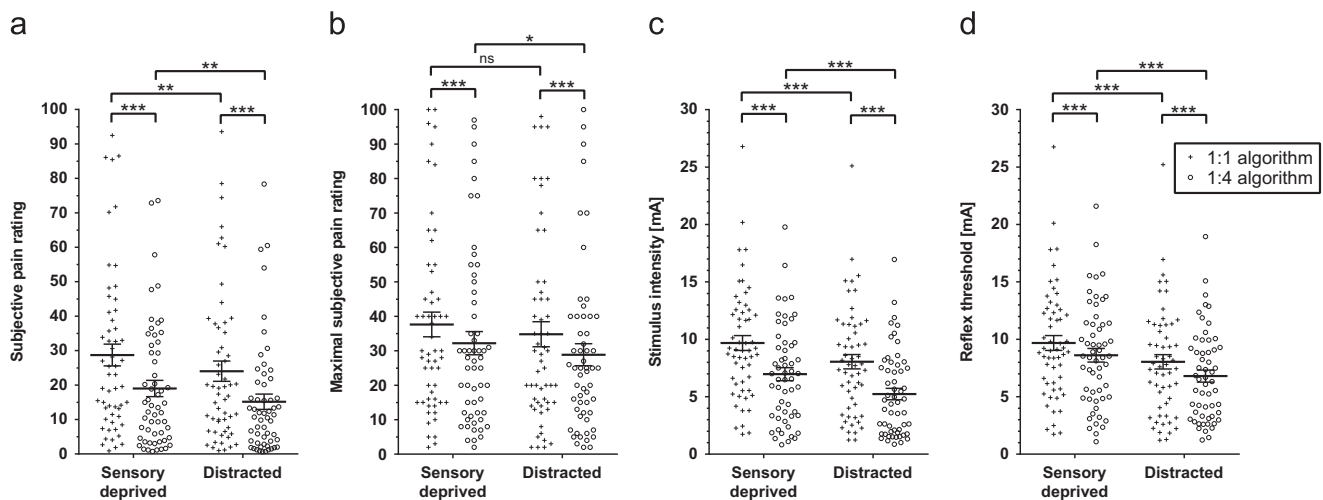 a
b
c
d
**
**
***
***
*
ns
***
***
***
***
***
***
***
***
***
***
Subjective pain rating
100
90
80
70
60
50
40
30
20
10
0
Sensory deprived
Distracted
Maximal subjective pain rating
100
90
80
70
60
50
40
30
20
10
0
Sensory deprived
Distracted
Stimulus intensity [mA]
30
25
20
15
10
5
0
Sensory deprived
Distracted
Reflex threshold [mA]
30
25
20
15
10
5
0
Sensory deprived
Distracted
1:1 algorithm
1:4 algorithm